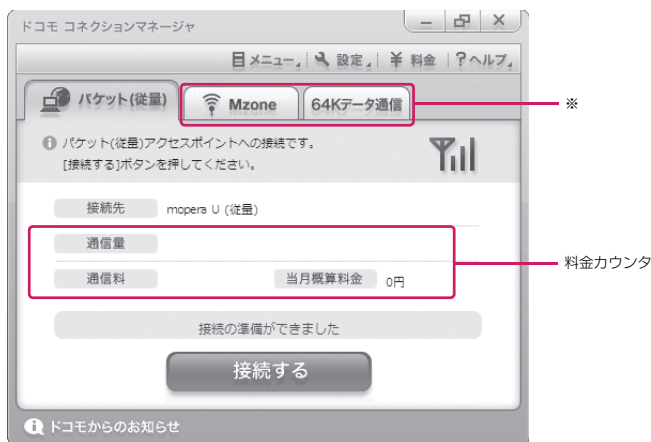 ドコモ コネクションマネージャ
メニュー 設定 ¥ 料金 ?ヘルプ
パケット(従量) Mzone 64Kデータ通信 ※
パケット(従量)アクセスポイントへの接続です。
[接続する]ボタンを押してください。
接続先 mopera U (従量)
通信量
料金カウンタ
通信料 当月概算料金 0円
接続の準備ができました
接続する
ドコモからのお知らせ